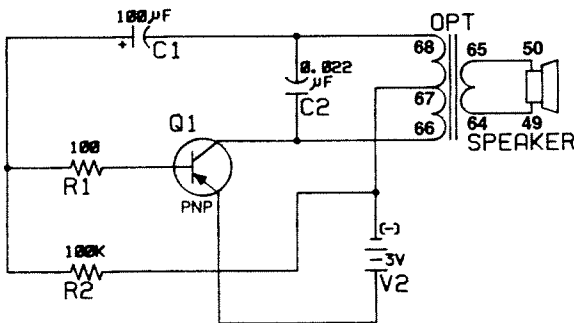 100µF
+
C1
OPT
68
65
50
0.022
µF
C2
67
66
64
49
SPEAKER
Q1
100
R1
PNP
100K
R2
(-)
3V
V2